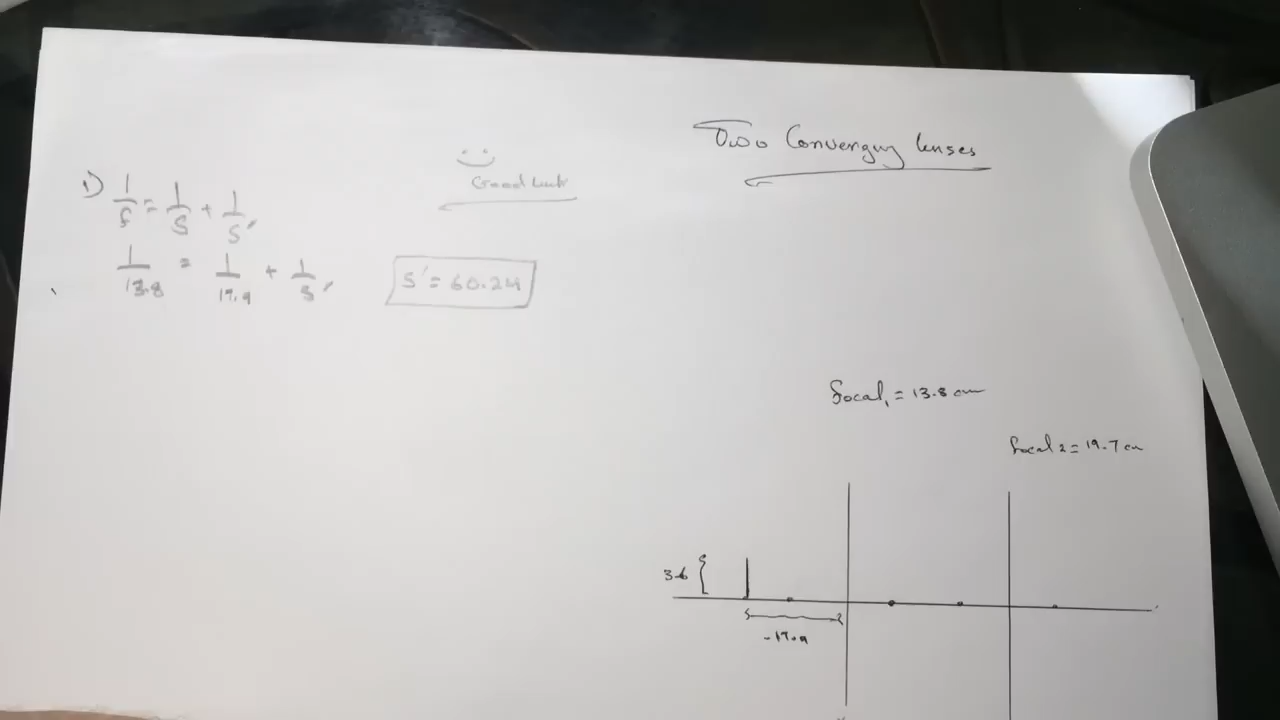 Two Converging lenses
Good Luck
1) 1/f = 1/S + 1/S'
1/13.8 = 1/17.9 + 1/S'
S' = 60.24
focal1 = 13.8 cm
focal2 = 19.7 cm
3.6
-17.9